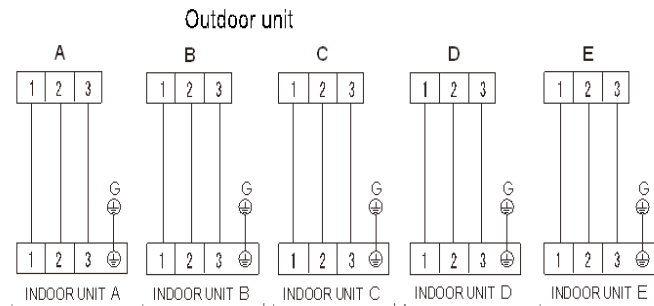 Outdoor unit
A B C D E
1 2 3 1 2 3 1 2 3 1 2 3 1 2 3
G G G G G
1 2 3 1 2 3 1 2 3 1 2 3 1 2 3
INDOOR UNIT A INDOOR UNIT B INDOOR UNIT C INDOOR UNIT D INDOOR UNIT E